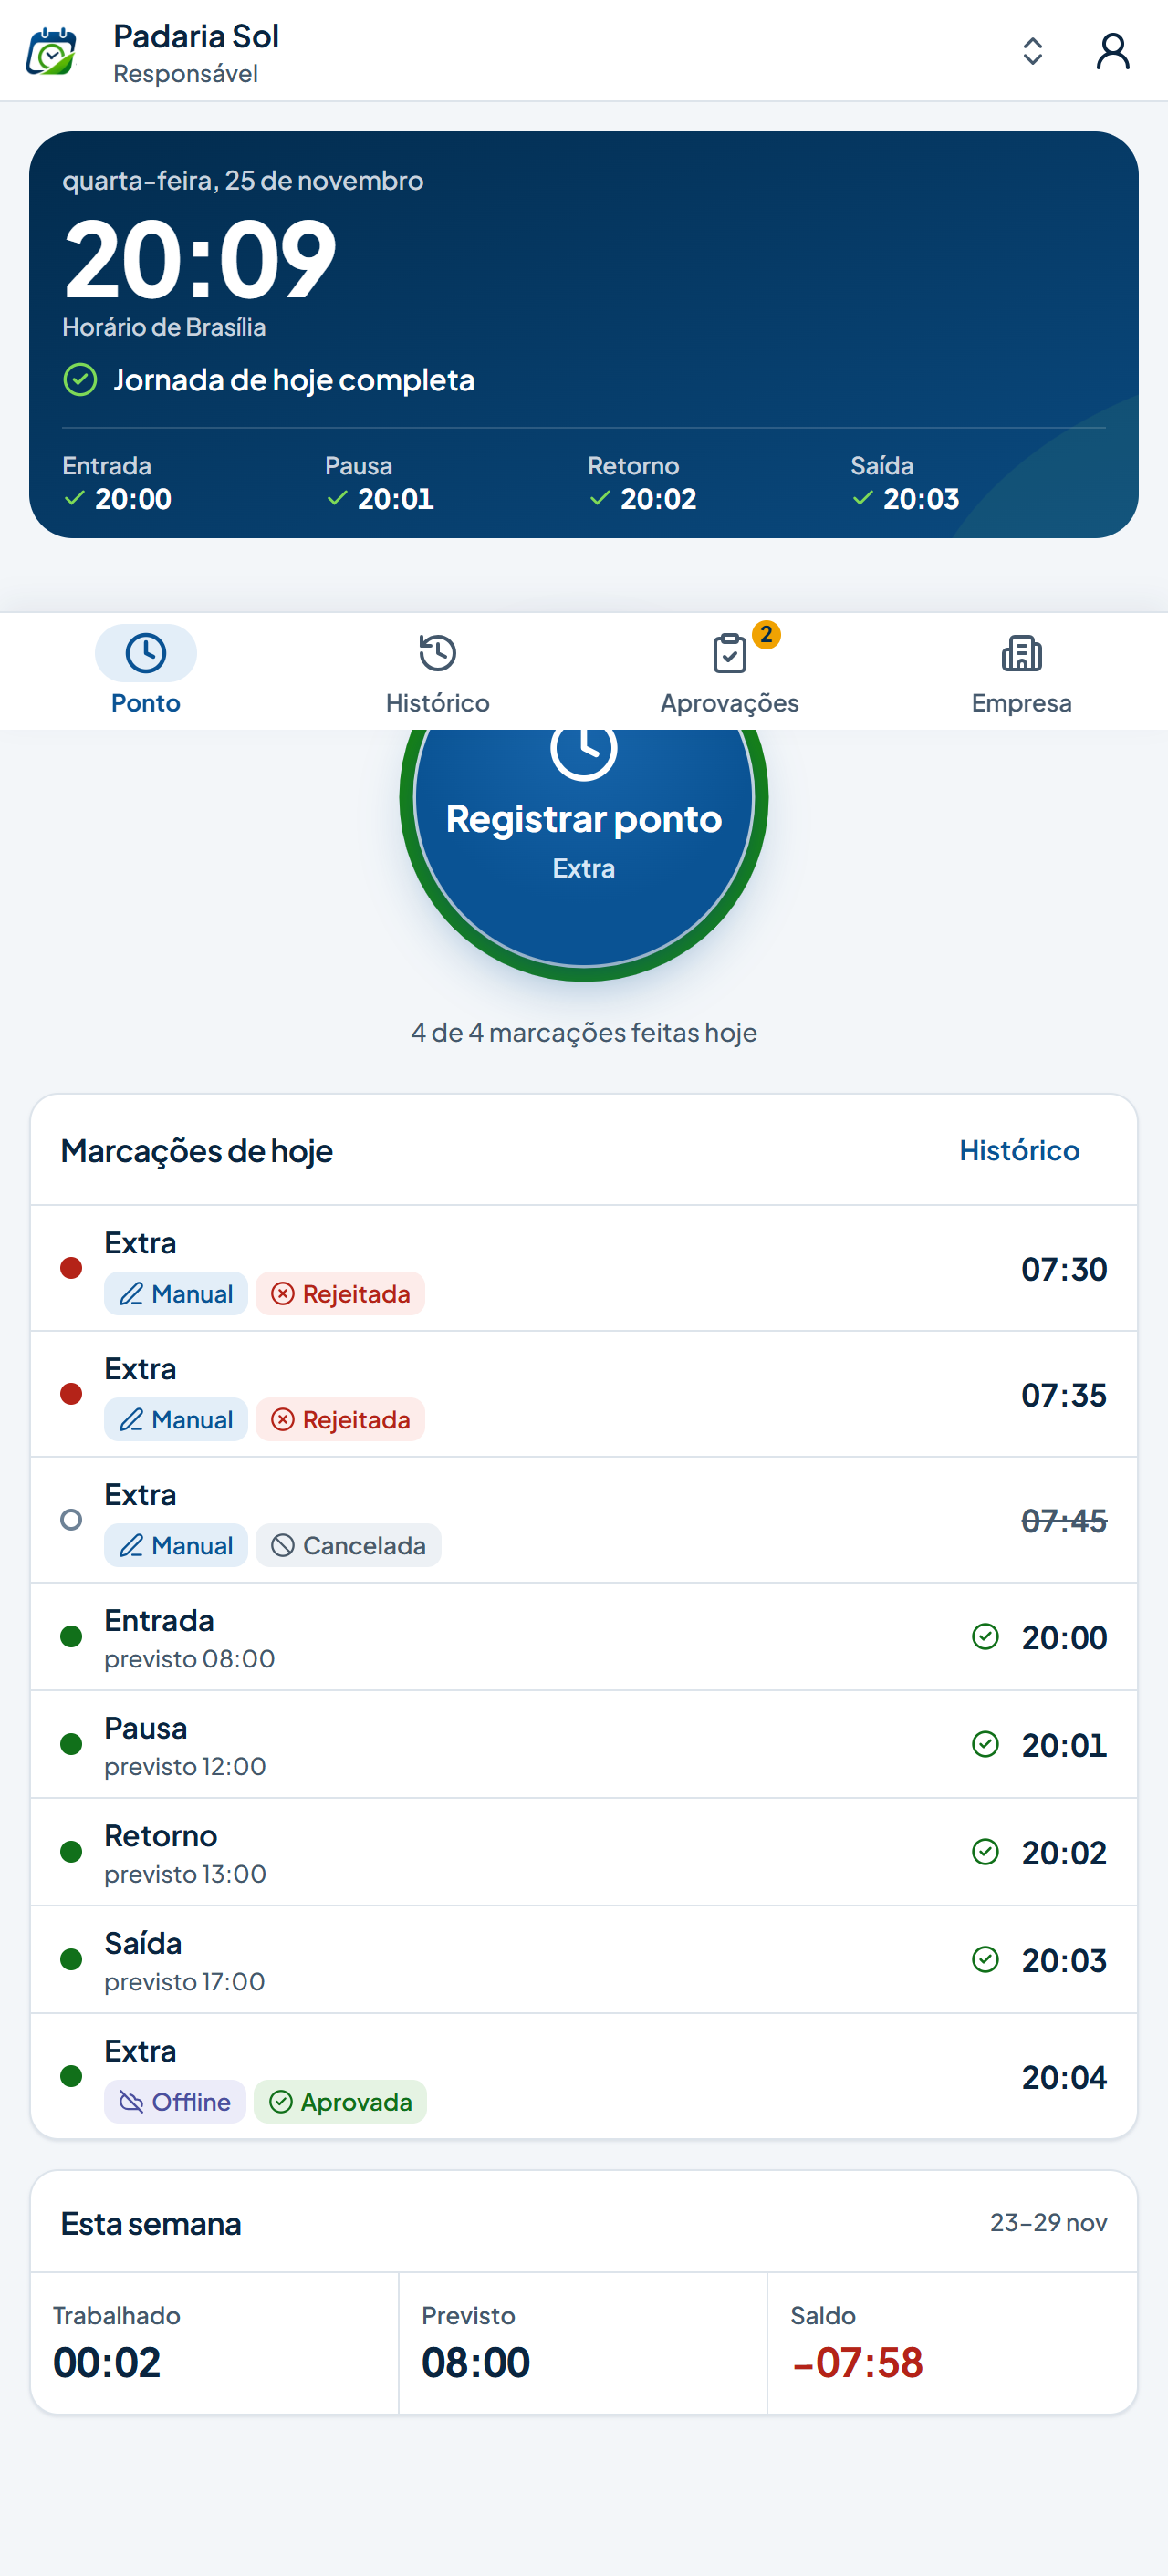 Padaria Sol
Responsável
quarta-feira, 25 de novembro
20:09
Horário de Brasília
Jornada de hoje completa
Entrada Pausa Retorno Saída
20:00 20:01 20:02 20:03
2
Ponto Histórico Aprovações Empresa
Registrar ponto
Extra
4 de 4 marcações feitas hoje
Marcações de hoje Histórico
Extra
Manual Rejeitada 07:30
Extra
Manual Rejeitada 07:35
Extra
Manual Cancelada 07:45
Entrada 20:00
previsto 08:00
Pausa 20:01
previsto 12:00
Retorno 20:02
previsto 13:00
Saída 20:03
previsto 17:00
Extra
Offline Aprovada 20:04
Esta semana 23–29 nov
Trabalhado Previsto Saldo
00:02 08:00 −07:58